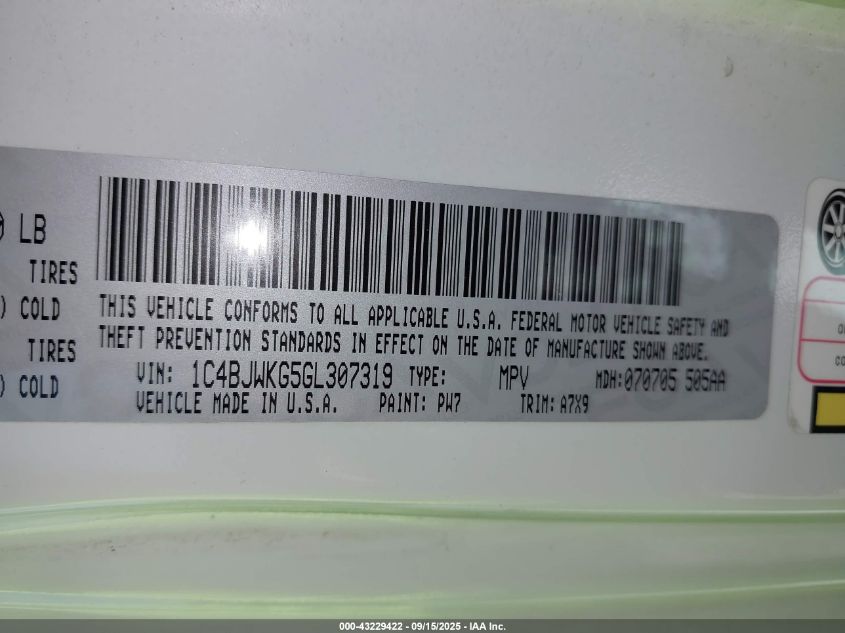 LB
TIRES
) COLD
TIRES
) COLD
THIS VEHICLE CONFORMS TO ALL APPLICABLE U.S.A. FEDERAL MOTOR VEHICLE SAFETY AND
THEFT PREVENTION STANDARDS IN EFFECT ON THE DATE OF MANUFACTURE SHOWN ABOVE.
VIN: 1C4BJWKG5GL307319 TYPE: MPV MDH:070705 505AA
VEHICLE MADE IN U.S.A. PAINT: PW7 TRIM: A7X9
CO
000-43229422 - 09/15/2025 - IAA Inc.